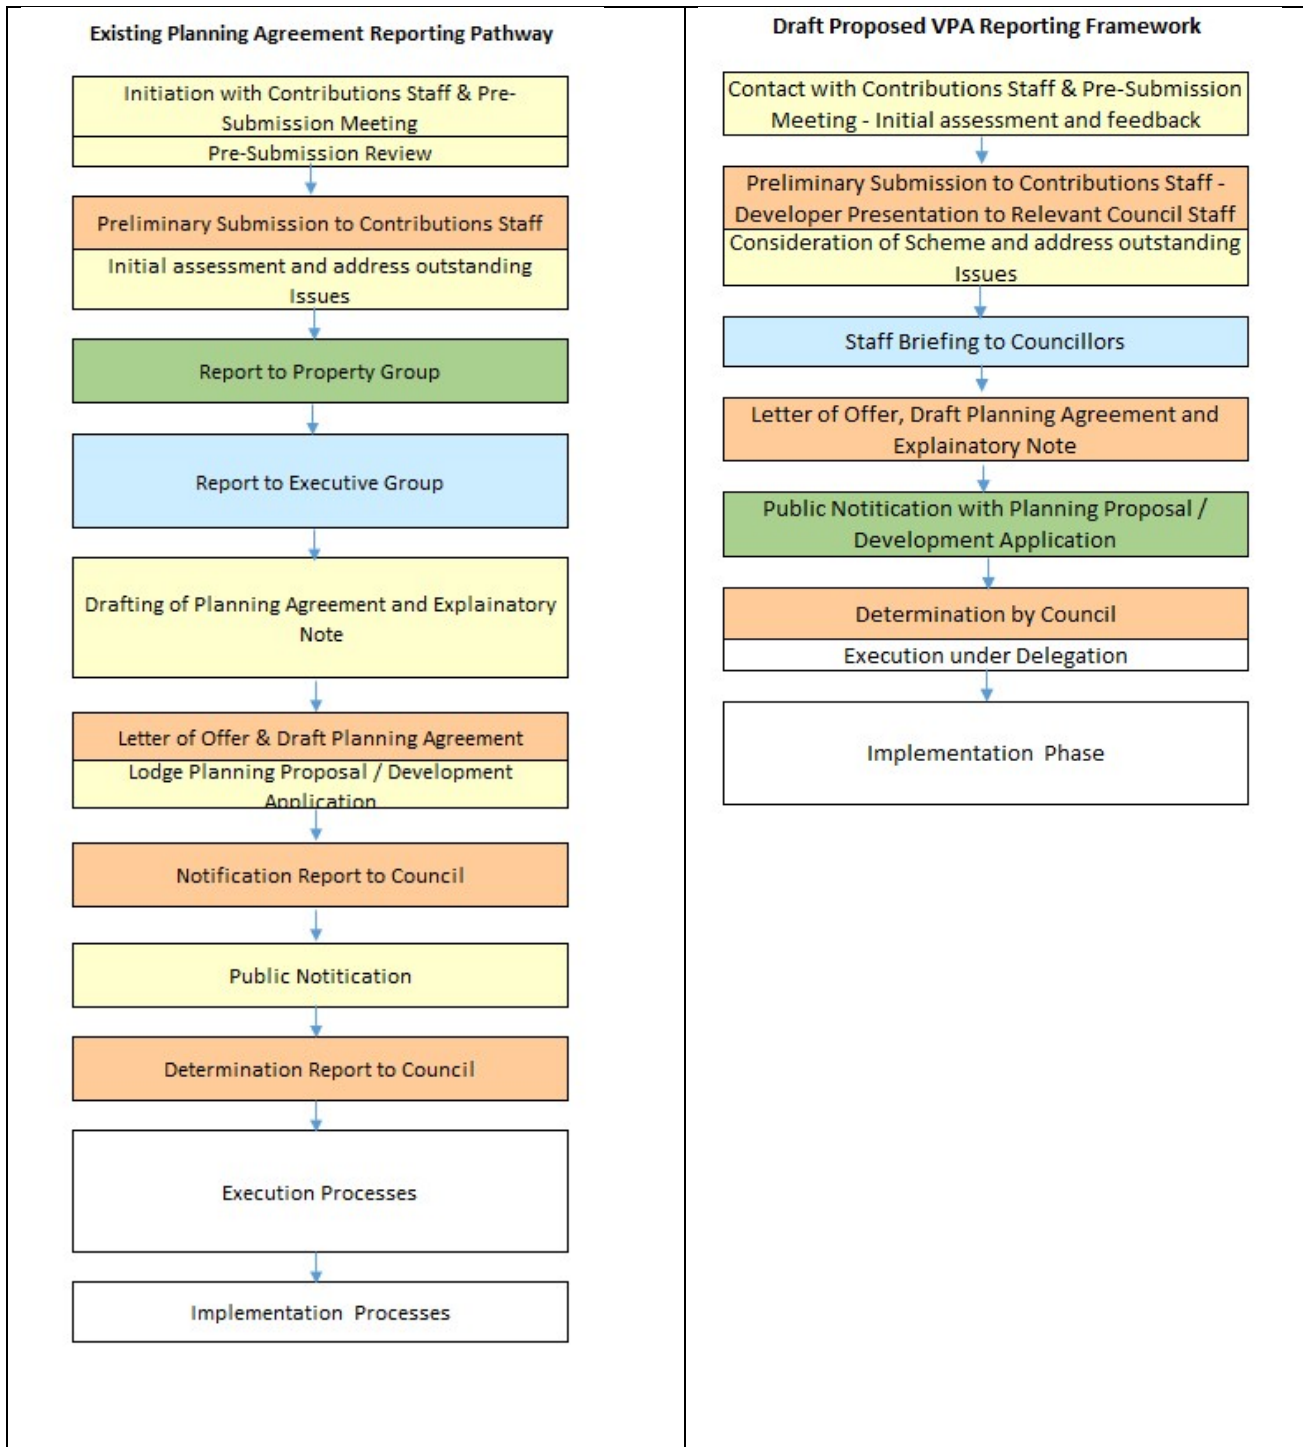 Existing Planning Agreement Reporting Pathway
Initiation with Contributions Staff & Pre-
Submission Meeting
Pre-Submission Review
Preliminary Submission to Contributions Staff
Initial assessment and address outstanding
Issues
Report to Property Group
Report to Executive Group
Drafting of Planning Agreement and Explainatory
Note
Letter of Offer & Draft Planning Agreement
Lodge Planning Proposal / Development
Application
Notification Report to Council
Public Notitication
Determination Report to Council
Execution Processes
Implementation Processes
Draft Proposed VPA Reporting Framework
Contact with Contributions Staff & Pre-Submission
Meeting - Initial assessment and feedback
Preliminary Submission to Contributions Staff -
Developer Presentation to Relevant Council Staff
Consideration of Scheme and address outstanding
Issues
Staff Briefing to Councillors
Letter of Offer, Draft Planning Agreement and
Explainatory Note
Public Notitication with Planning Proposal /
Development Application
Determination by Council
Execution under Delegation
Implementation Phase